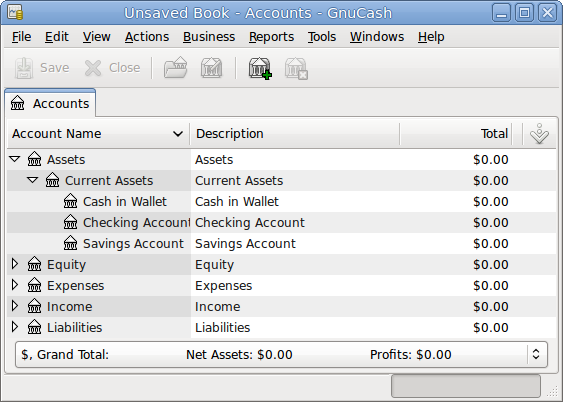 Unsaved Book - Accounts - GnuCash
File Edit View Actions Business Reports Tools Windows Help
Save Close
Accounts
Account Name Description Total
Assets Assets $0.00
Current Assets Current Assets $0.00
Cash in Wallet Cash in Wallet $0.00
Checking Account Checking Account $0.00
Savings Account Savings Account $0.00
Equity Equity $0.00
Expenses Expenses $0.00
Income Income $0.00
Liabilities Liabilities $0.00
$, Grand Total: Net Assets: $0.00 Profits: $0.00